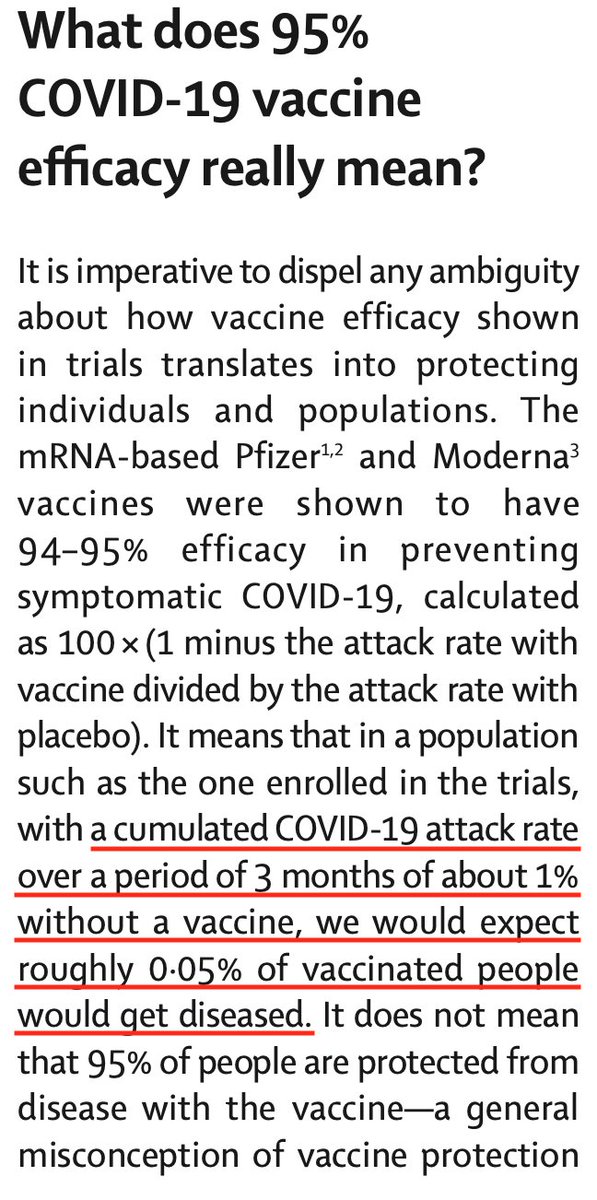 What does 95%
COVID-19 vaccine
efficacy really mean?
It is imperative to dispel any ambiguity
about how vaccine efficacy shown
in trials translates into protecting
individuals and populations. The
mRNA-based Pfizer1,2 and Moderna3
vaccines were shown to have
94–95% efficacy in preventing
symptomatic COVID-19, calculated
as 100 × (1 minus the attack rate with
vaccine divided by the attack rate with
placebo). It means that in a population
such as the one enrolled in the trials,
with a cumulated COVID-19 attack rate
over a period of 3 months of about 1%
without a vaccine, we would expect
roughly 0·05% of vaccinated people
would get diseased. It does not mean
that 95% of people are protected from
disease with the vaccine—a general
misconception of vaccine protection